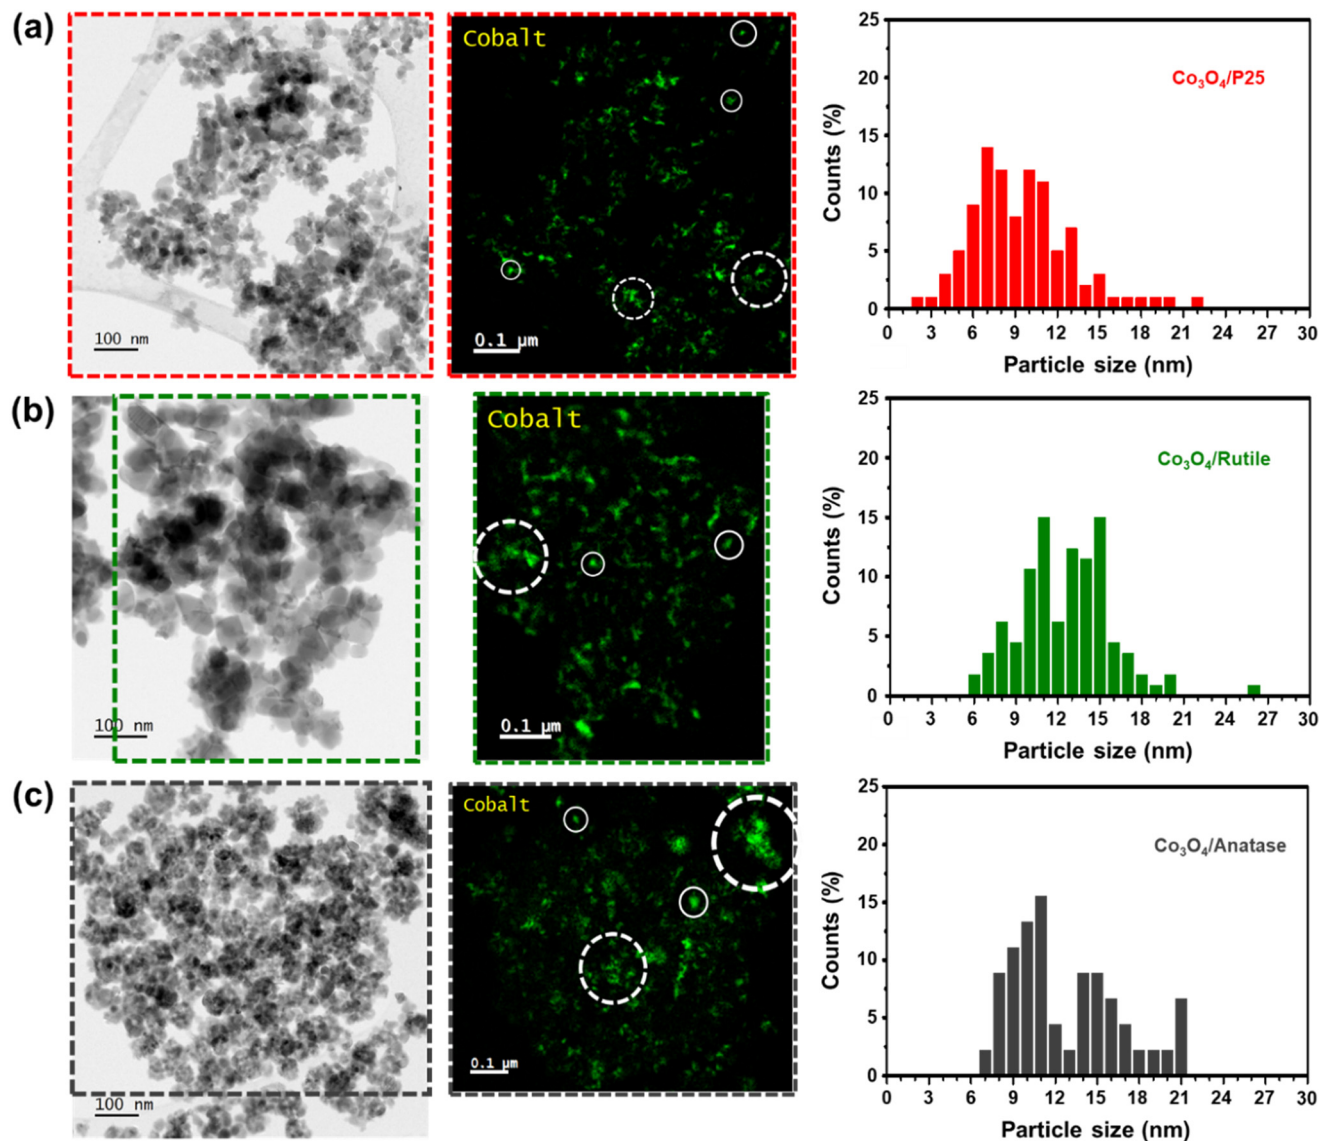 (a)
100 nm
Cobalt
0.1 µm
Counts (%)
25
20
15
10
5
0
Co₃O₄/P25
0 3 6 9 12 15 18 21 24 27 30
Particle size (nm)
(b)
100 nm
Cobalt
0.1 µm
Counts (%)
25
20
15
10
5
0
Co₃O₄/Rutile
0 3 6 9 12 15 18 21 24 27 30
Particle size (nm)
(c)
100 nm
Cobalt
0.1 µm
Counts (%)
25
20
15
10
5
0
Co₃O₄/Anatase
0 3 6 9 12 15 18 21 24 27 30
Particle size (nm)